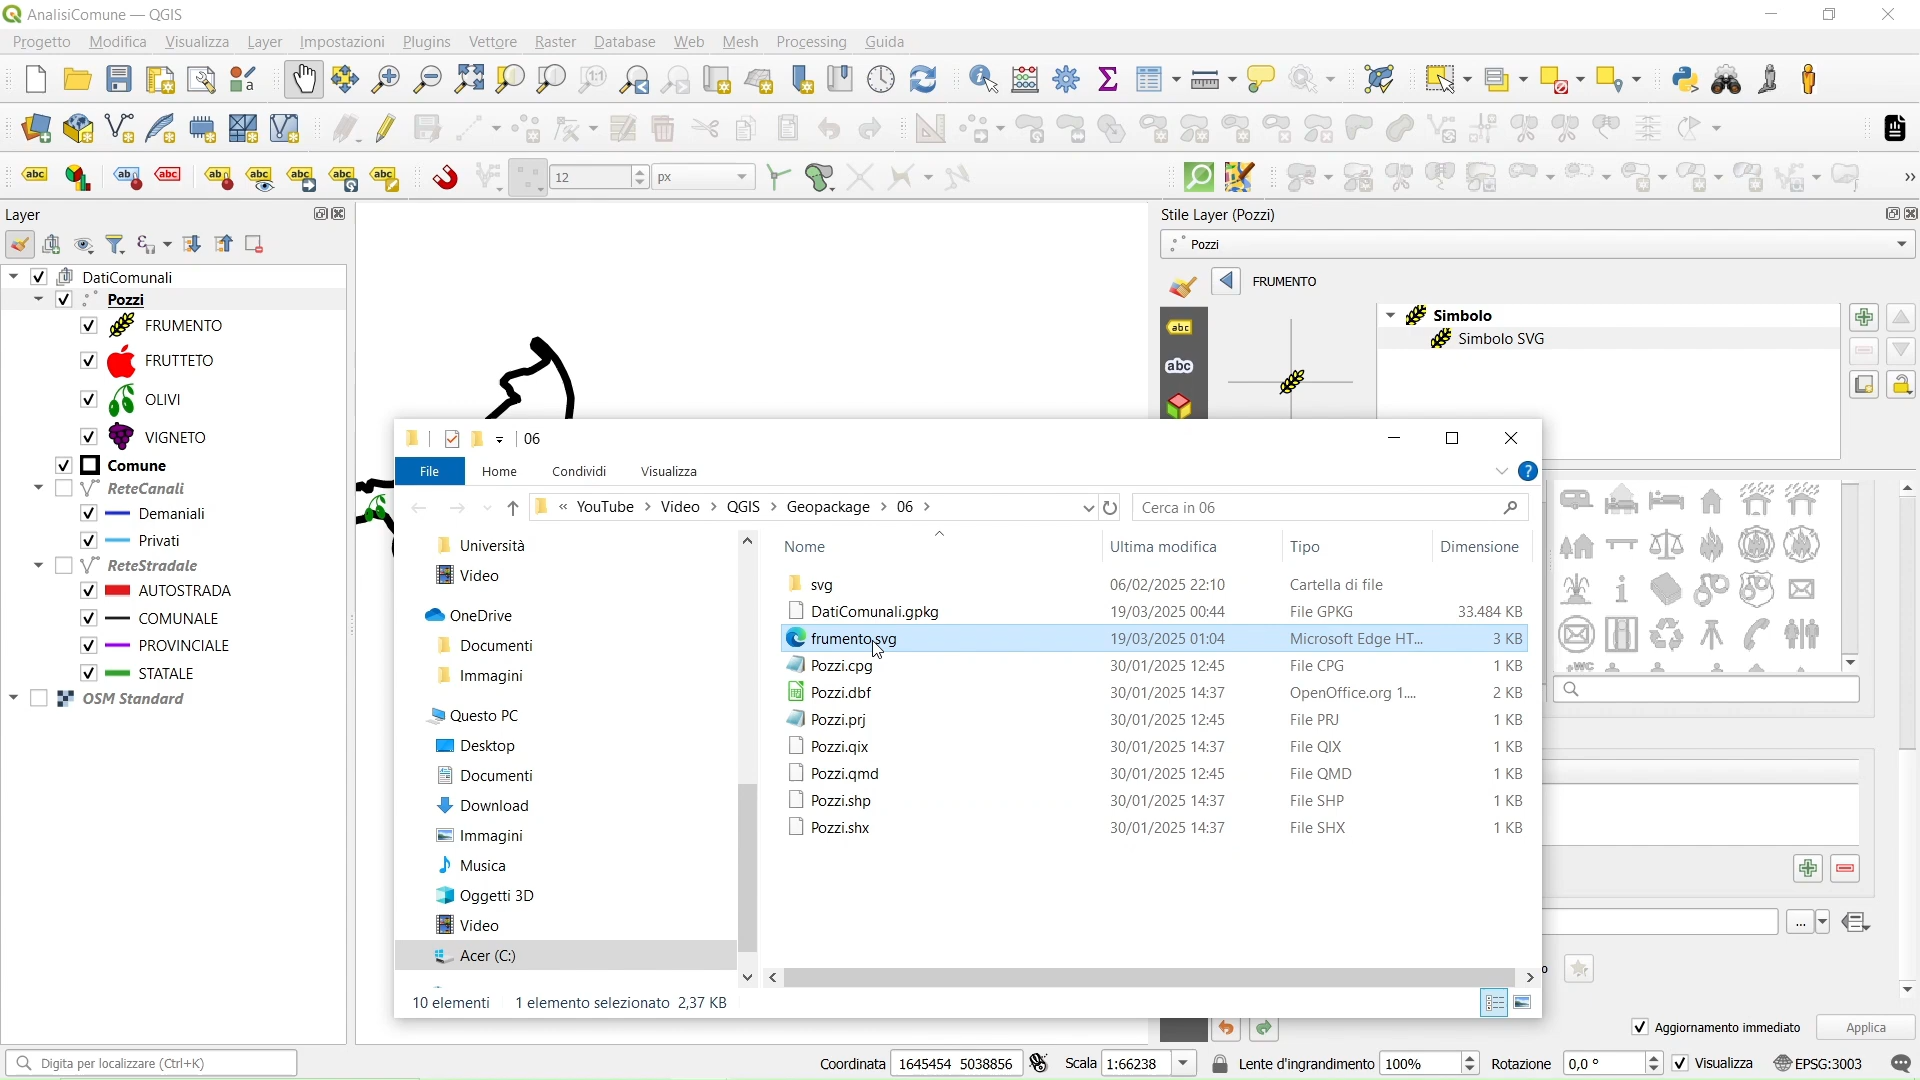 AnalisiComune — QGIS
Progetto Modifica Visualizza Layer Impostazioni Plugins Vettore Raster Database Web Mesh Processing Guida
12 px
Layer
DatiComunali
Pozzi
FRUMENTO
FRUTTETO
OLIVI
VIGNETO
Comune
ReteCanali
Demaniali
Privati
ReteStradale
AUTOSTRADA
COMUNALE
PROVINCIALE
STATALE
OSM Standard
Stile Layer (Pozzi)
Pozzi
FRUMENTO
Simbolo
Simbolo SVG
06
File Home Condividi Visualizza
« YouTube > Video > QGIS > Geopackage > 06 >
Cerca in 06
Università
Video
OneDrive
Documenti
Immagini
Questo PC
Desktop
Documenti
Download
Immagini
Musica
Oggetti 3D
Video
Acer (C:)
Nome Ultima modifica Tipo Dimensione
svg 06/02/2025 22:10 Cartella di file
DatiComunali.gpkg 19/03/2025 00:44 File GPKG 33.484 KB
frumento.svg 19/03/2025 01:04 Microsoft Edge HT... 3 KB
Pozzi.cpg 30/01/2025 12:45 File CPG 1 KB
Pozzi.dbf 30/01/2025 14:37 OpenOffice.org 1.... 2 KB
Pozzi.prj 30/01/2025 12:45 File PRJ 1 KB
Pozzi.qix 30/01/2025 14:37 File QIX 1 KB
Pozzi.qmd 30/01/2025 12:45 File QMD 1 KB
Pozzi.shp 30/01/2025 14:37 File SHP 1 KB
Pozzi.shx 30/01/2025 14:37 File SHX 1 KB
10 elementi 1 elemento selezionato 2,37 KB
Aggiornamento immediato Applica
Digita per localizzare (Ctrl+K) Coordinata 1645454 5038856 Scala 1:66238 Lente d'ingrandimento 100% Rotazione 0,0 ° Visualizza EPSG:3003